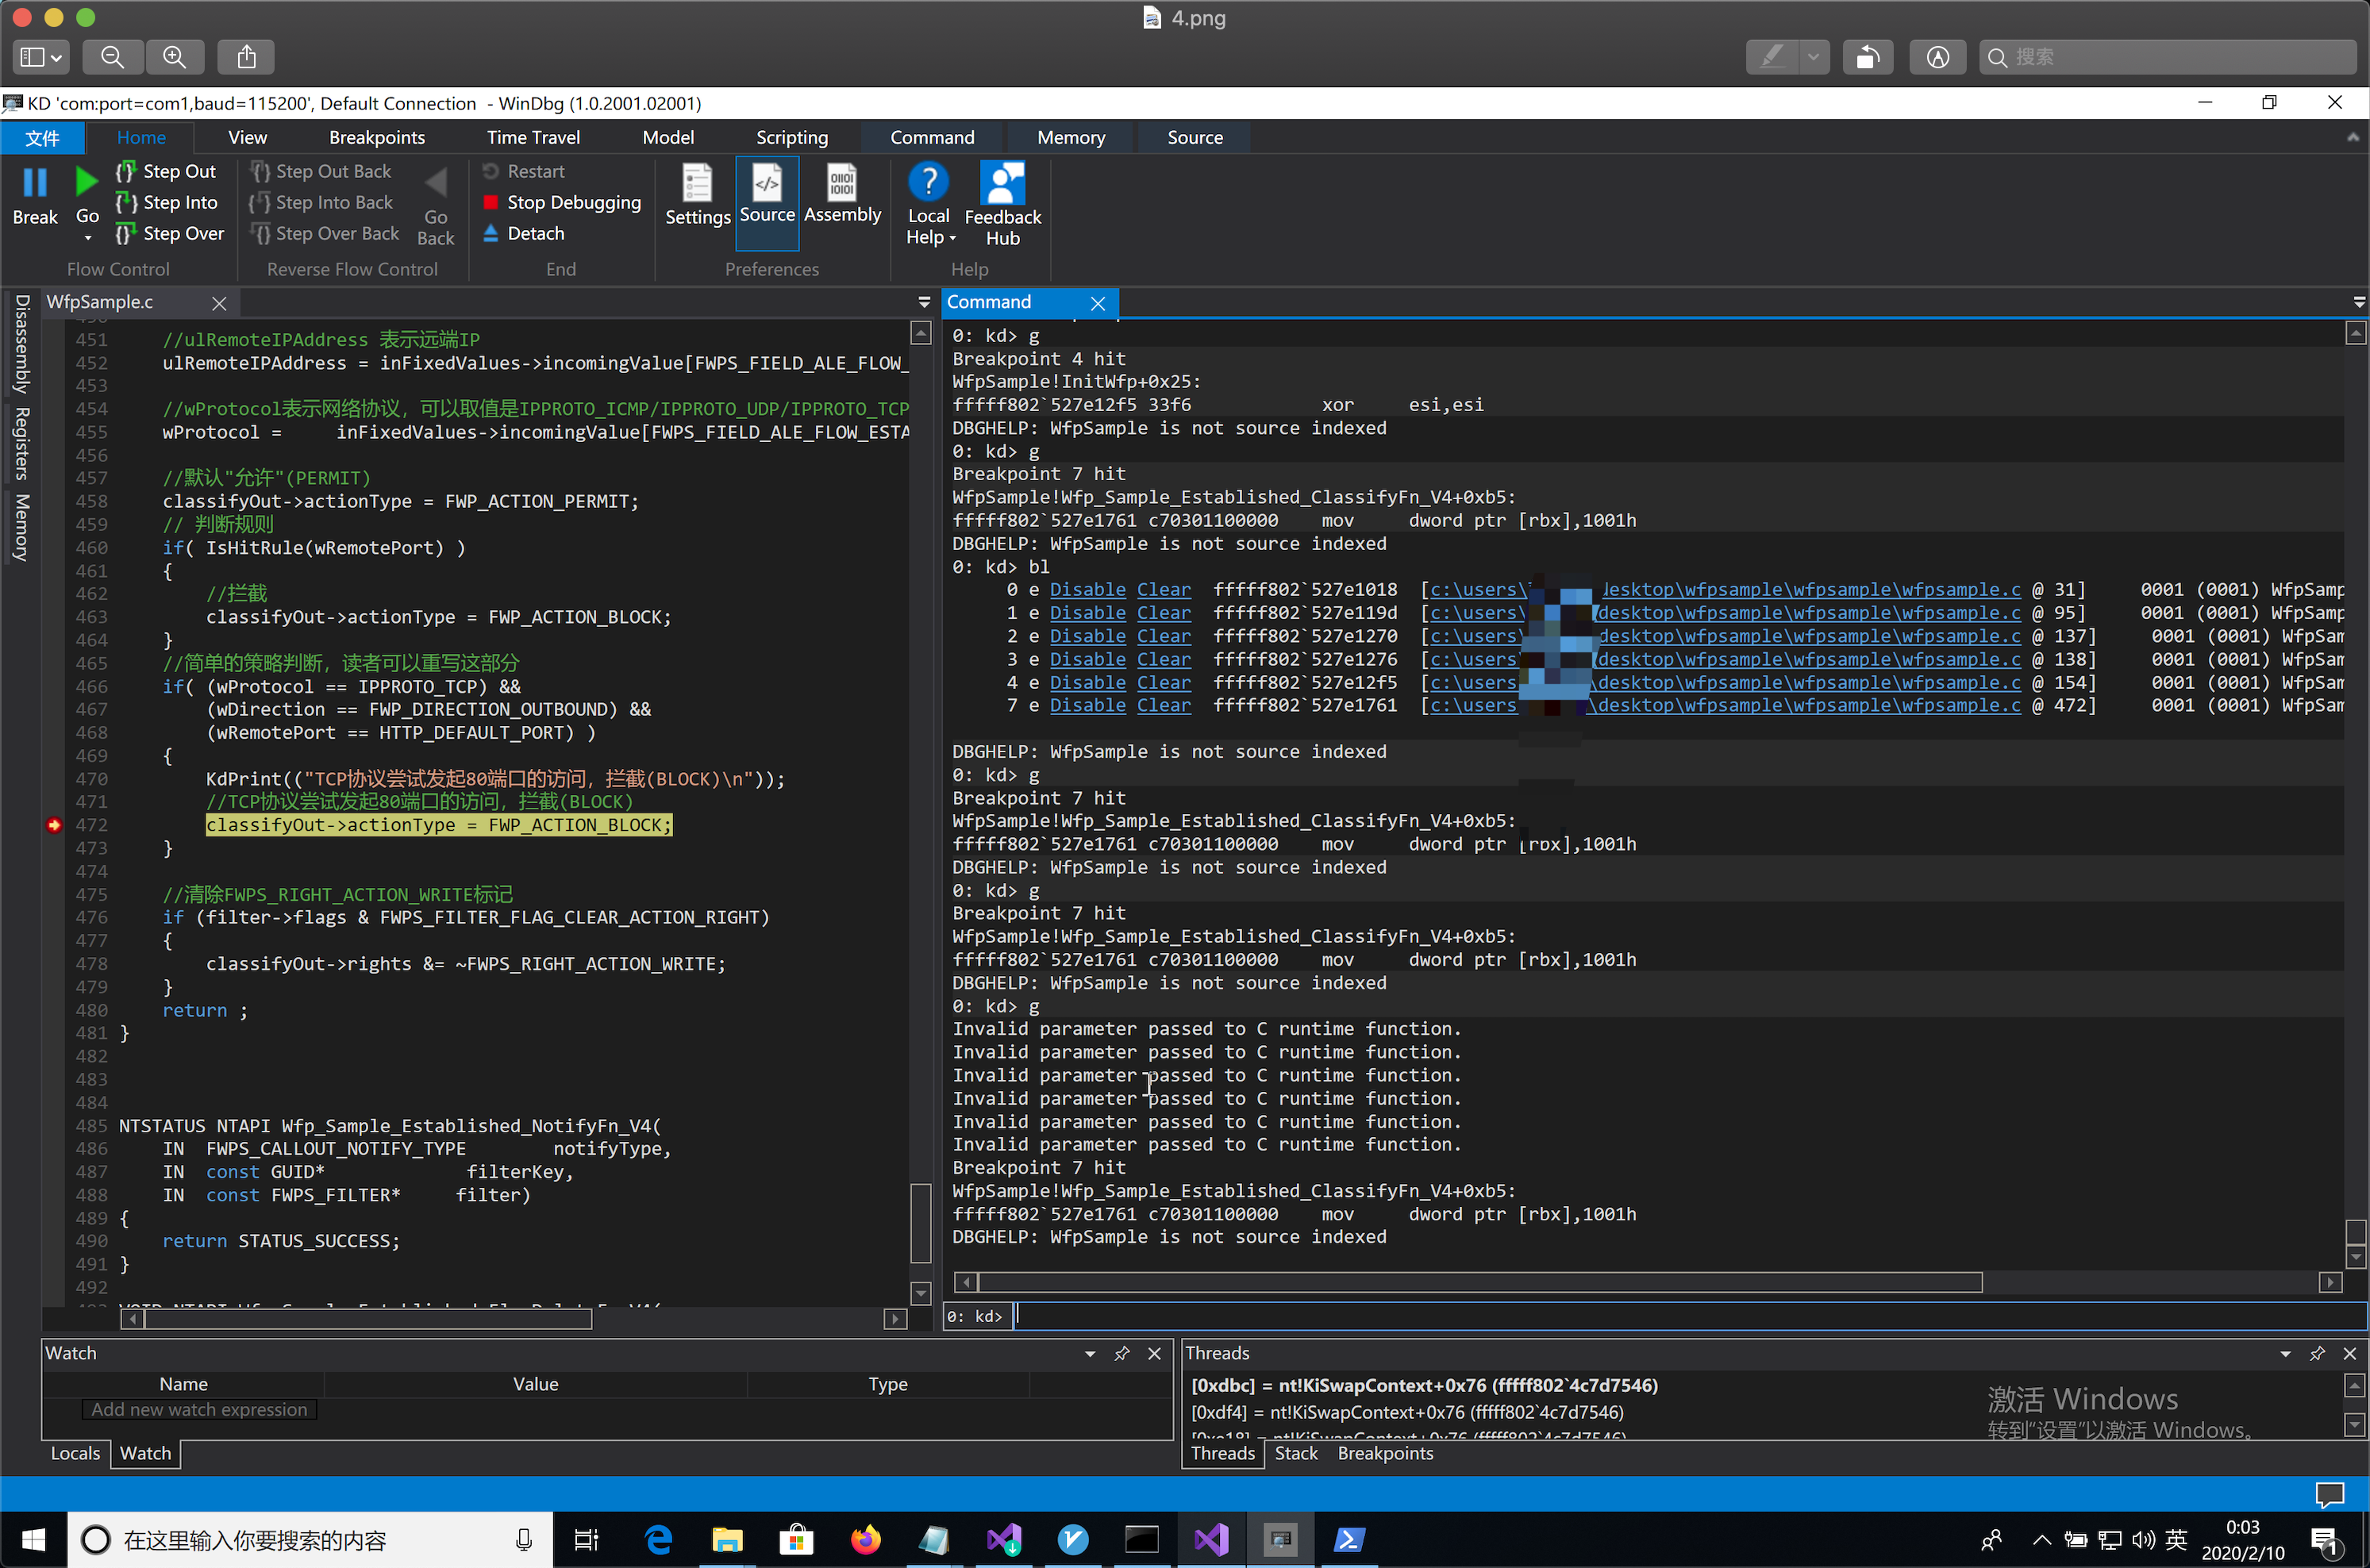 4.png
搜索
KD 'com:port=com1,baud=115200', Default Connection - WinDbg (1.0.2001.02001)
文件 Home View Breakpoints Time Travel Model Scripting Command Memory Source
Break
Go
Step Out
Step Into
Step Over
Flow Control
Step Out Back
Step Into Back
Step Over Back
Go Back
Reverse Flow Control
Restart
Stop Debugging
Detach
End
Settings
Source
Assembly
Preferences
Local Help
Feedback Hub
Help
Disassembly
Registers
Memory
WfpSample.c
451 //ulRemoteIPAddress 表示远端IP
452 ulRemoteIPAddress = inFixedValues->incomingValue[FWPS_FIELD_ALE_FLOW_
453
454 //wProtocol表示网络协议，可以取值是IPPROTO_ICMP/IPPROTO_UDP/IPPROTO_TCP
455 wProtocol = inFixedValues->incomingValue[FWPS_FIELD_ALE_FLOW_ESTA
456
457 //默认"允许"(PERMIT)
458 classifyOut->actionType = FWP_ACTION_PERMIT;
459 // 判断规则
460 if( IsHitRule(wRemotePort) )
461 {
462 //拦截
463 classifyOut->actionType = FWP_ACTION_BLOCK;
464 }
465 //简单的策略判断，读者可以重写这部分
466 if( (wProtocol == IPPROTO_TCP) &&
467 (wDirection == FWP_DIRECTION_OUTBOUND) &&
468 (wRemotePort == HTTP_DEFAULT_PORT) )
469 {
470 KdPrint(("TCP协议尝试发起80端口的访问，拦截(BLOCK)\n"));
471 //TCP协议尝试发起80端口的访问，拦截(BLOCK)
472 classifyOut->actionType = FWP_ACTION_BLOCK;
473 }
474
475 //清除FWPS_RIGHT_ACTION_WRITE标记
476 if (filter->flags & FWPS_FILTER_FLAG_CLEAR_ACTION_RIGHT)
477 {
478 classifyOut->rights &= ~FWPS_RIGHT_ACTION_WRITE;
479 }
480 return ;
481 }
482
483
484
485 NTSTATUS NTAPI Wfp_Sample_Established_NotifyFn_V4(
486 IN FWPS_CALLOUT_NOTIFY_TYPE notifyType,
487 IN const GUID* filterKey,
488 IN const FWPS_FILTER* filter)
489 {
490 return STATUS_SUCCESS;
491 }
492
Command
0: kd> g
Breakpoint 4 hit
WfpSample!InitWfp+0x25:
fffff802`527e12f5 33f6 xor esi,esi
DBGHELP: WfpSample is not source indexed
0: kd> g
Breakpoint 7 hit
WfpSample!Wfp_Sample_Established_ClassifyFn_V4+0xb5:
fffff802`527e1761 c70301100000 mov dword ptr [rbx],1001h
DBGHELP: WfpSample is not source indexed
0: kd> bl
0 e Disable Clear fffff802`527e1018 [c:\users\ desktop\wfpsample\wfpsample\wfpsample.c @ 31] 0001 (0001) WfpSamp
1 e Disable Clear fffff802`527e119d [c:\users\ desktop\wfpsample\wfpsample\wfpsample.c @ 95] 0001 (0001) WfpSamp
2 e Disable Clear fffff802`527e1270 [c:\users\ desktop\wfpsample\wfpsample\wfpsample.c @ 137] 0001 (0001) WfpSam
3 e Disable Clear fffff802`527e1276 [c:\users \desktop\wfpsample\wfpsample\wfpsample.c @ 138] 0001 (0001) WfpSam
4 e Disable Clear fffff802`527e12f5 [c:\users \desktop\wfpsample\wfpsample\wfpsample.c @ 154] 0001 (0001) WfpSam
7 e Disable Clear fffff802`527e1761 [c:\users \desktop\wfpsample\wfpsample\wfpsample.c @ 472] 0001 (0001) WfpSam
DBGHELP: WfpSample is not source indexed
0: kd> g
Breakpoint 7 hit
WfpSample!Wfp_Sample_Established_ClassifyFn_V4+0xb5:
fffff802`527e1761 c70301100000 mov dword ptr [rbx],1001h
DBGHELP: WfpSample is not source indexed
0: kd> g
Breakpoint 7 hit
WfpSample!Wfp_Sample_Established_ClassifyFn_V4+0xb5:
fffff802`527e1761 c70301100000 mov dword ptr [rbx],1001h
DBGHELP: WfpSample is not source indexed
0: kd> g
Invalid parameter passed to C runtime function.
Invalid parameter passed to C runtime function.
Invalid parameter passed to C runtime function.
Invalid parameter passed to C runtime function.
Invalid parameter passed to C runtime function.
Invalid parameter passed to C runtime function.
Breakpoint 7 hit
WfpSample!Wfp_Sample_Established_ClassifyFn_V4+0xb5:
fffff802`527e1761 c70301100000 mov dword ptr [rbx],1001h
DBGHELP: WfpSample is not source indexed
0: kd>
Watch
Name Value Type
Add new watch expression
Locals Watch
Threads
[0xdbc] = nt!KiSwapContext+0x76 (fffff802`4c7d7546)
[0xdf4] = nt!KiSwapContext+0x76 (fffff802`4c7d7546)
[0xe18] = nt!KiSwapContext+0x76 (fffff802`4c7d7546)
Threads Stack Breakpoints
激活 Windows
转到"设置"以激活 Windows。
在这里输入你要搜索的内容
英
0:03
2020/2/10
1